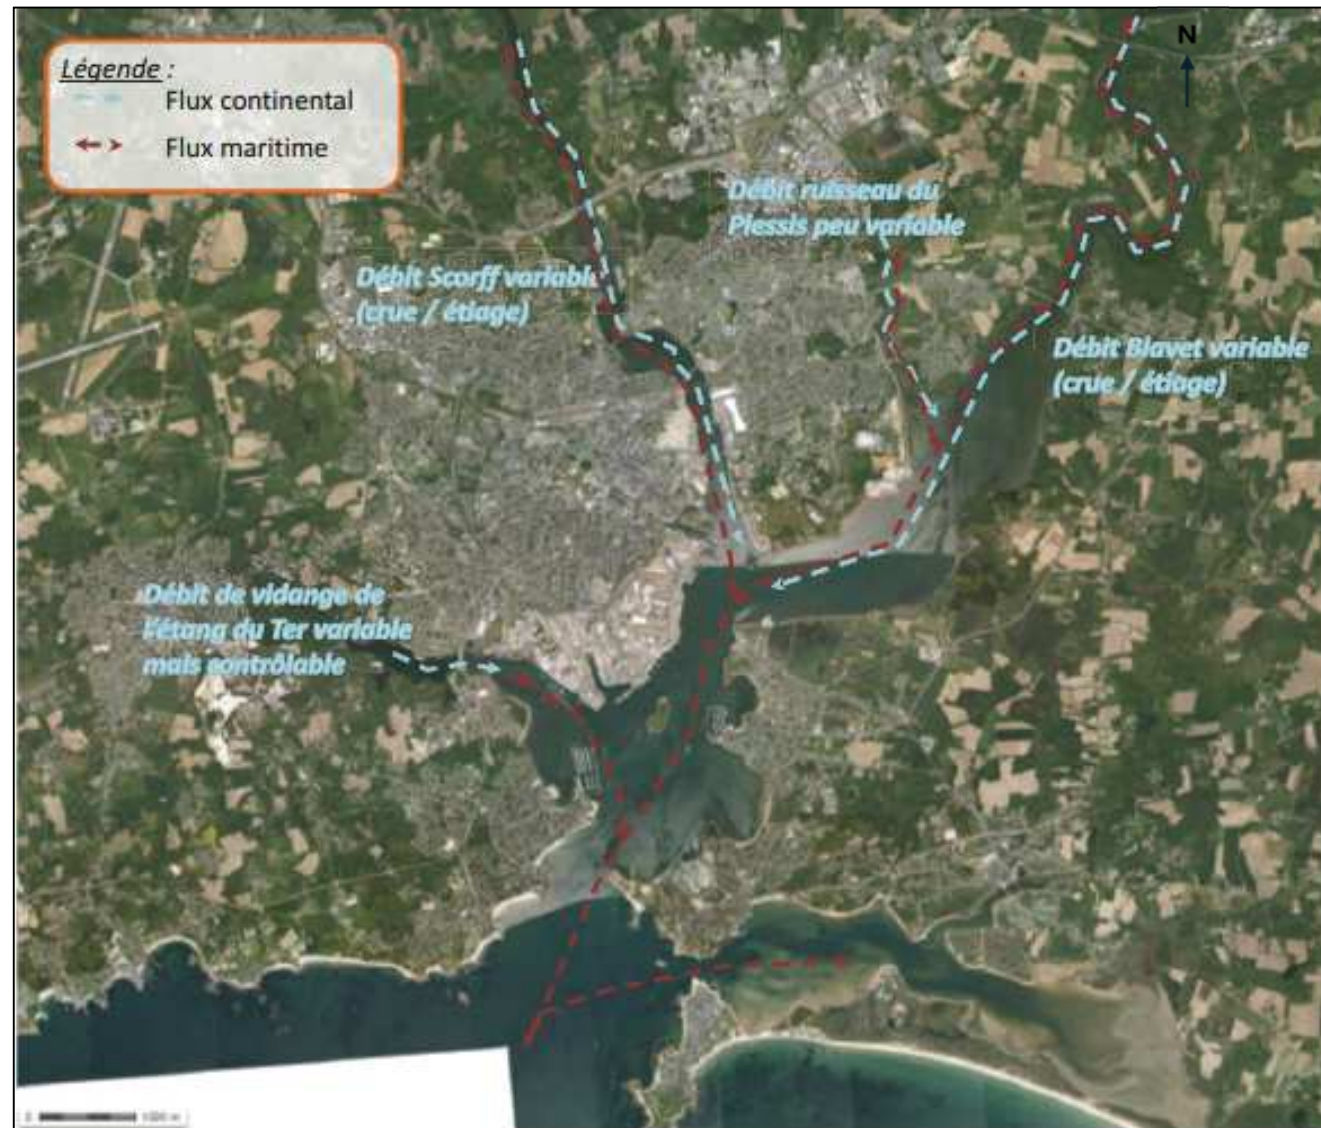 Légende :
Flux continental
Flux maritime
N
Débit ruisseau du
Plessis peu variable
Débit Scorff variable
(crue / étiage)
Débit Blavet variable
(crue / étiage)
Débit de vidange de
l'étang du Ter variable
mais contrôlable